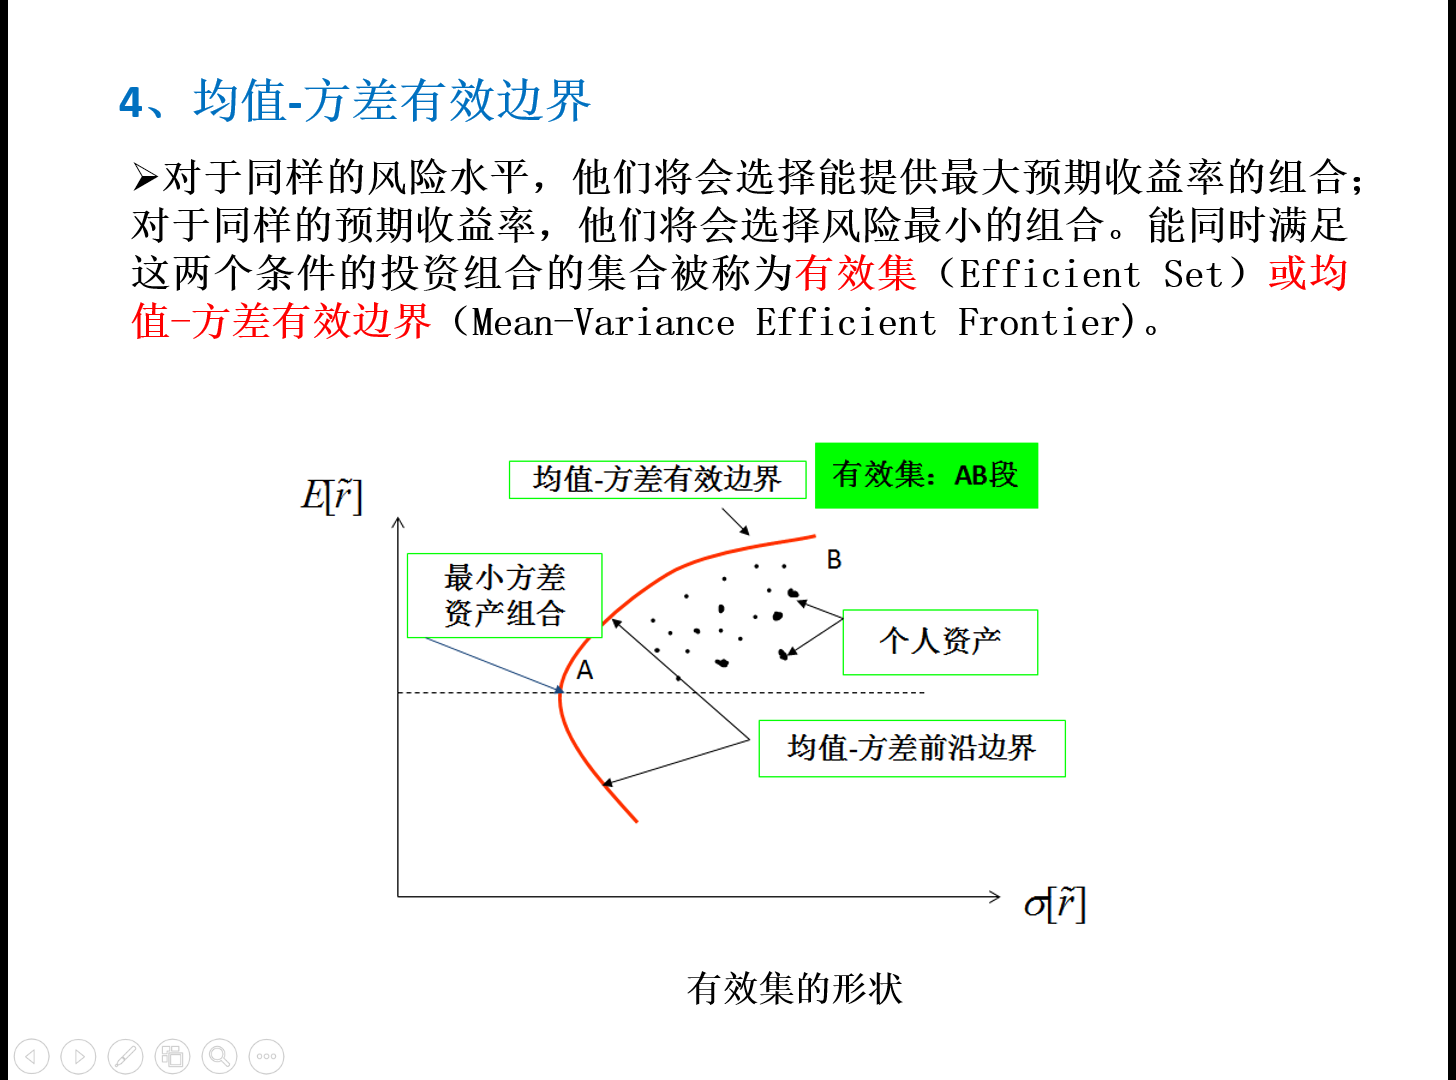 4、均值-方差有效边界
➢对于同样的风险水平，他们将会选择能提供最大预期收益率的组合；
对于同样的预期收益率，他们将会选择风险最小的组合。能同时满足
这两个条件的投资组合的集合被称为有效集（Efficient Set）或均
值-方差有效边界（Mean-Variance Efficient Frontier)。
均值-方差有效边界
有效集：AB段
E[r̃]
最小方差
资产组合
B
个人资产
A
均值-方差前沿边界
σ[r̃]
有效集的形状